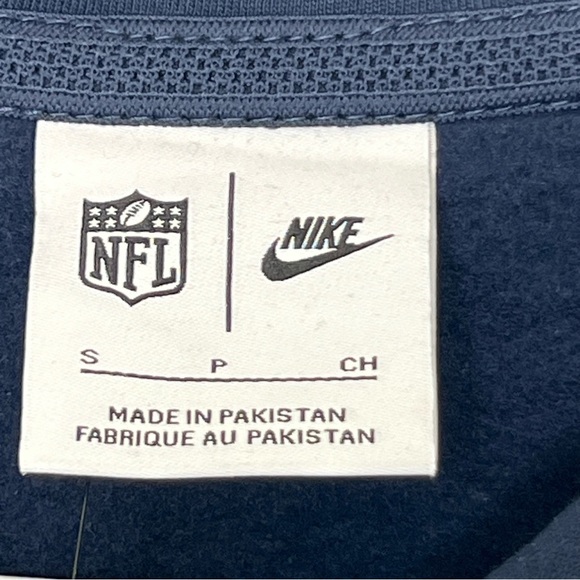 NFL NIKE
S P CH
MADE IN PAKISTAN
FABRIQUE AU PAKISTAN